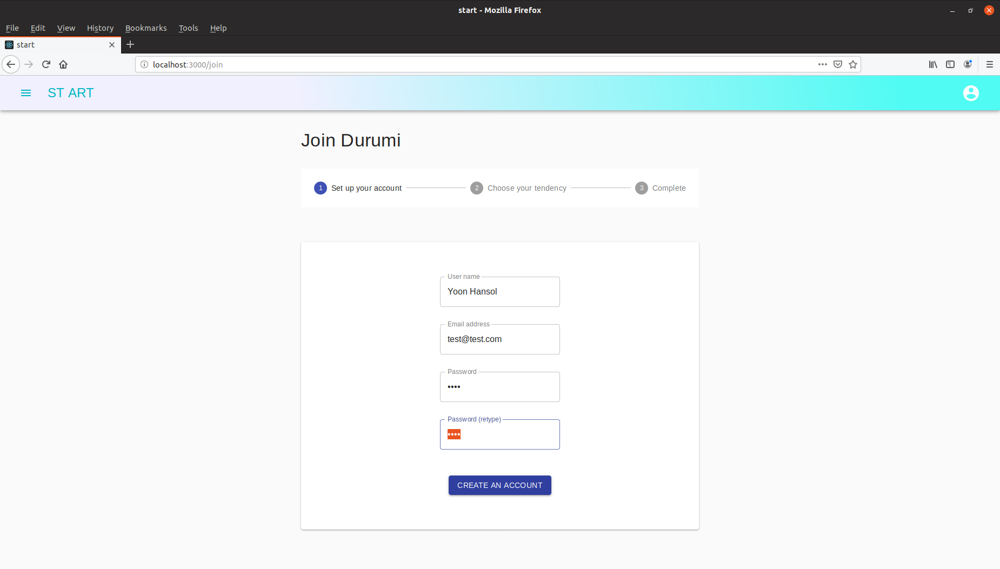 start - Mozilla Firefox
File Edit View History Bookmarks Tools Help
start
localhost:3000/join
ST ART
Join Durumi
1 Set up your account 2 Choose your tendency 3 Complete
User name
Yoon Hansol
Email address
test@test.com
Password
••••
Password (retype)
••••
CREATE AN ACCOUNT